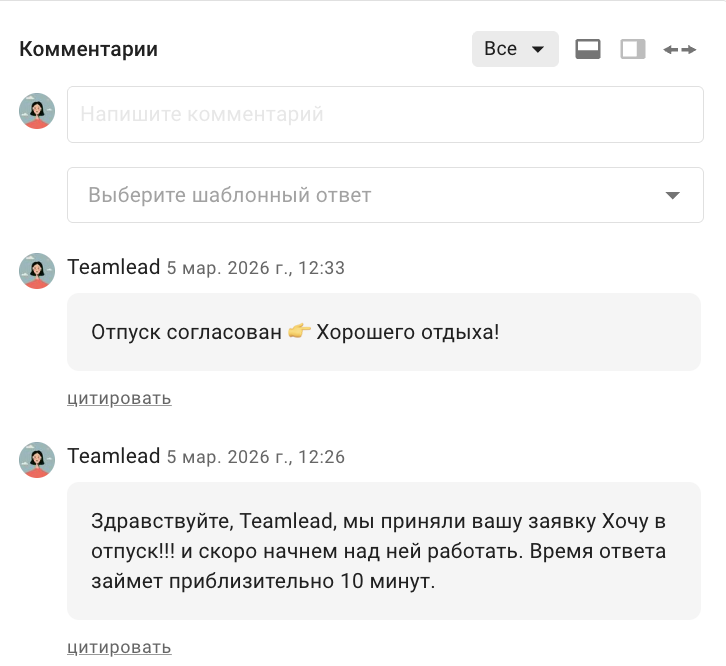 Комментарии
Все
Напишите комментарий
Выберите шаблонный ответ
Teamlead 5 мар. 2026 г., 12:33
Отпуск согласован 👉 Хорошего отдыха!
цитировать
Teamlead 5 мар. 2026 г., 12:26
Здравствуйте, Teamlead, мы приняли вашу заявку Хочу в
отпуск!!! и скоро начнем над ней работать. Время ответа
займет приблизительно 10 минут.
цитировать